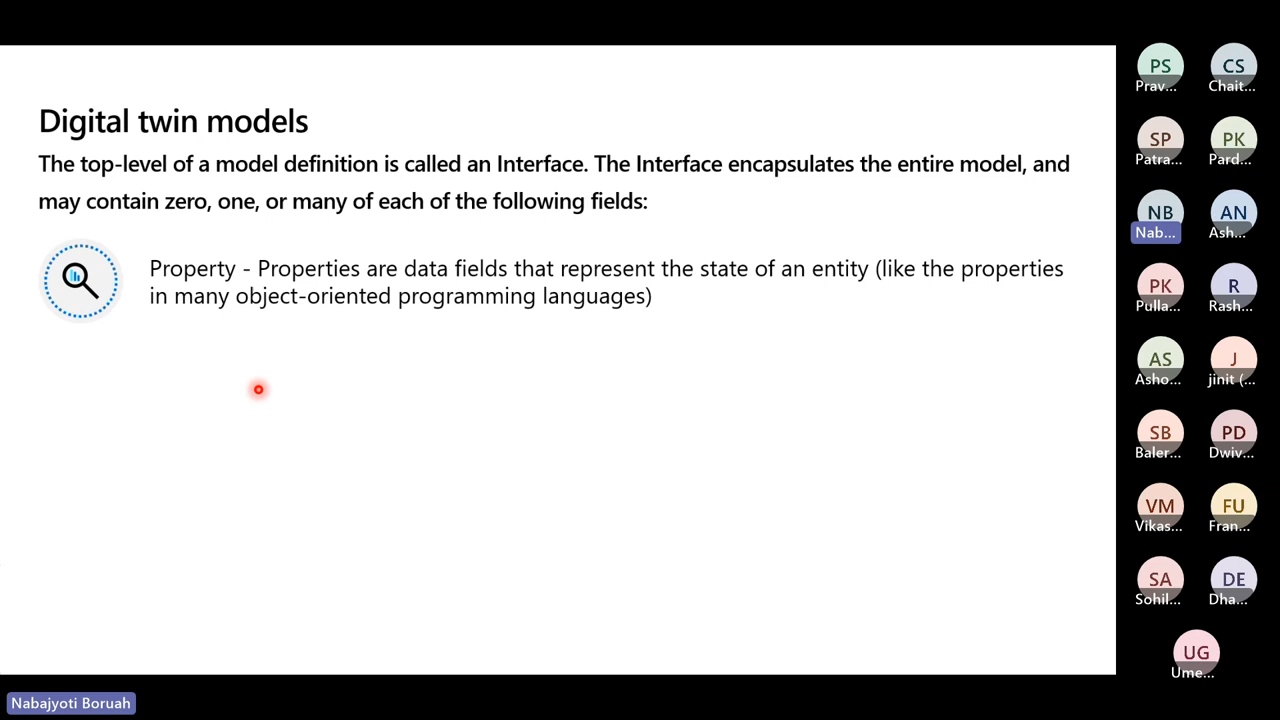 Digital twin models
The top-level of a model definition is called an Interface. The Interface encapsulates the entire model, and
may contain zero, one, or many of each of the following fields:
Property - Properties are data fields that represent the state of an entity (like the properties
in many object-oriented programming languages)
PS CS
Prav... Chait...
SP PK
Patra... Pard...
NB AN
Nab... Ash...
PK R
Pulla... Rash...
AS J
Asho... jinit (...
SB PD
Baler... Dwiv...
VM FU
Vikas... Fran...
SA DE
Sohil... Dha...
UG
Ume...
Nabajyoti Boruah